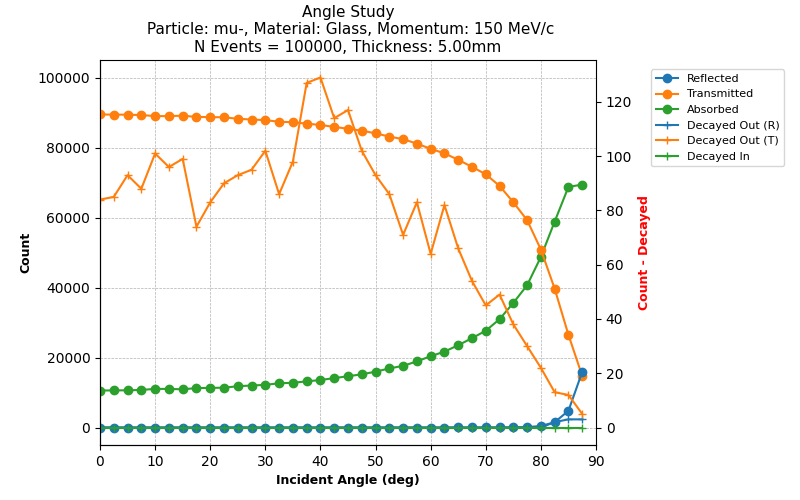 Angle Study
Particle: mu-, Material: Glass, Momentum: 150 MeV/c
N Events = 100000, Thickness: 5.00mm
100000
80000
60000
40000
20000
0
Count
0 10 20 30 40 50 60 70 80 90
Incident Angle (deg)
120
100
80
60
40
20
0
Count - Decayed
Reflected
Transmitted
Absorbed
Decayed Out (R)
Decayed Out (T)
Decayed In